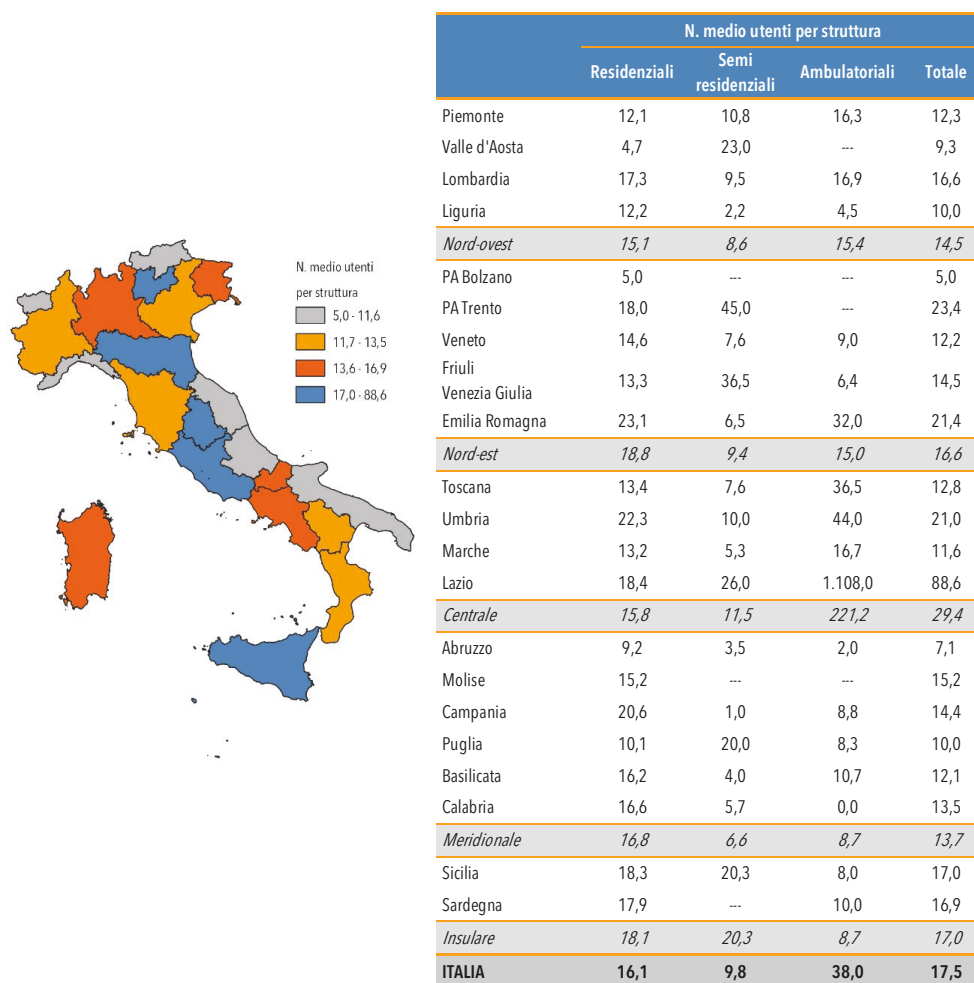 N. medio utenti
per struttura
5,0 - 11,6
11,7 - 13,5
13,6 - 16,9
17,0 - 88,6
N. medio utenti per struttura
Residenziali Semi residenziali Ambulatoriali Totale
Piemonte 12,1 10,8 16,3 12,3
Valle d'Aosta 4,7 23,0 --- 9,3
Lombardia 17,3 9,5 16,9 16,6
Liguria 12,2 2,2 4,5 10,0
Nord-ovest 15,1 8,6 15,4 14,5
PA Bolzano 5,0 --- --- 5,0
PA Trento 18,0 45,0 --- 23,4
Veneto 14,6 7,6 9,0 12,2
Friuli
Venezia Giulia 13,3 36,5 6,4 14,5
Emilia Romagna 23,1 6,5 32,0 21,4
Nord-est 18,8 9,4 15,0 16,6
Toscana 13,4 7,6 36,5 12,8
Umbria 22,3 10,0 44,0 21,0
Marche 13,2 5,3 16,7 11,6
Lazio 18,4 26,0 1.108,0 88,6
Centrale 15,8 11,5 221,2 29,4
Abruzzo 9,2 3,5 2,0 7,1
Molise 15,2 --- --- 15,2
Campania 20,6 1,0 8,8 14,4
Puglia 10,1 20,0 8,3 10,0
Basilicata 16,2 4,0 10,7 12,1
Calabria 16,6 5,7 0,0 13,5
Meridionale 16,8 6,6 8,7 13,7
Sicilia 18,3 20,3 8,0 17,0
Sardegna 17,9 --- 10,0 16,9
Insulare 18,1 20,3 8,7 17,0
ITALIA 16,1 9,8 38,0 17,5